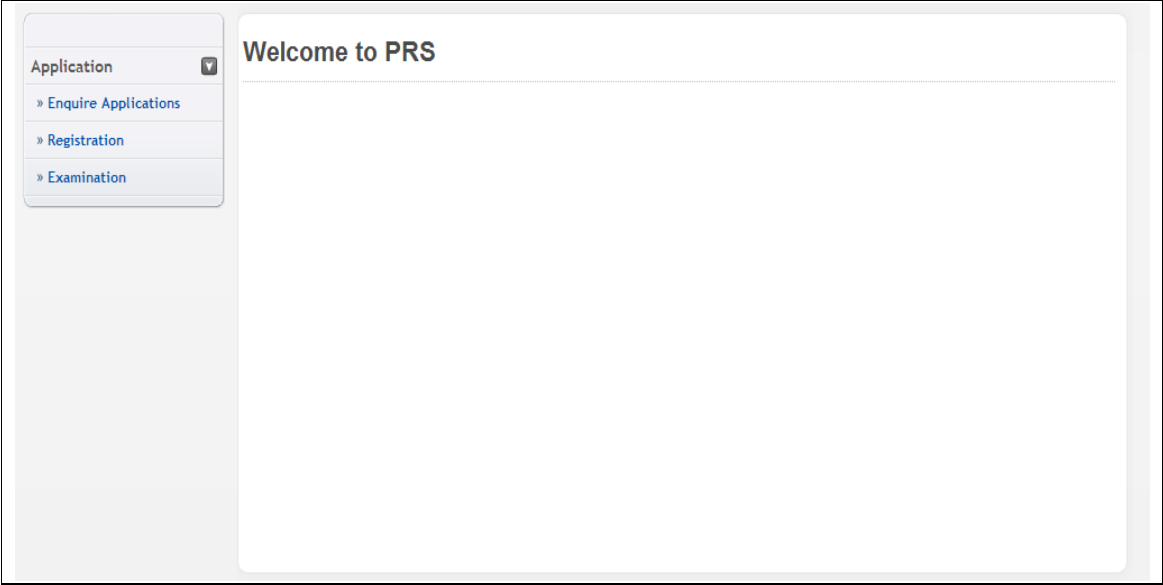 Application
» Enquire Applications
» Registration
» Examination
Welcome to PRS